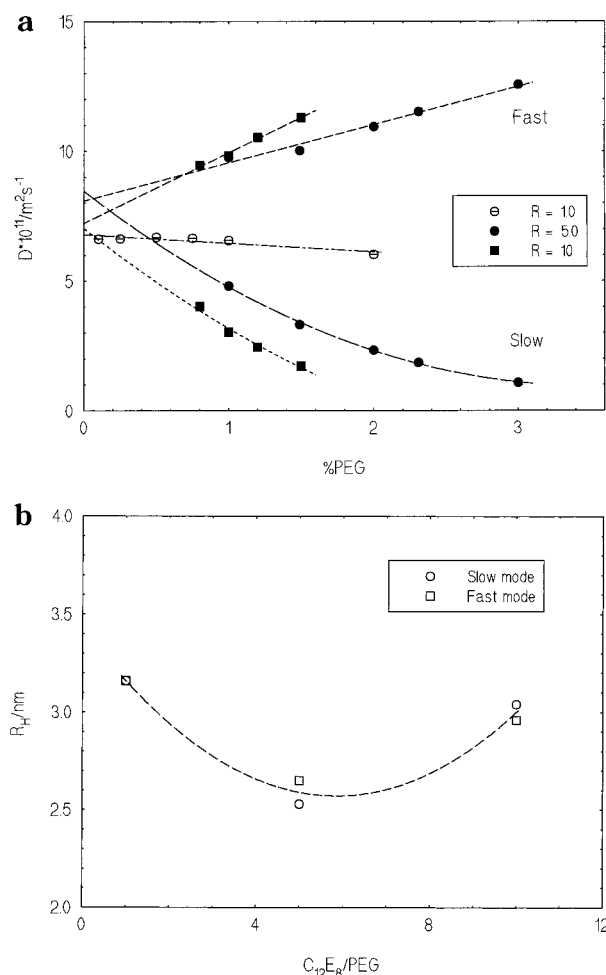 a
15
10
5
0
D*10¹¹/m²s⁻¹
Fast
R = 10
R = 50
R = 10
Slow
0 1 2 3
%PEG
b
4.0
3.5
3.0
2.5
2.0
R_H/nm
Slow mode
Fast mode
0 4 8 12
C₁₂E₈/PEG